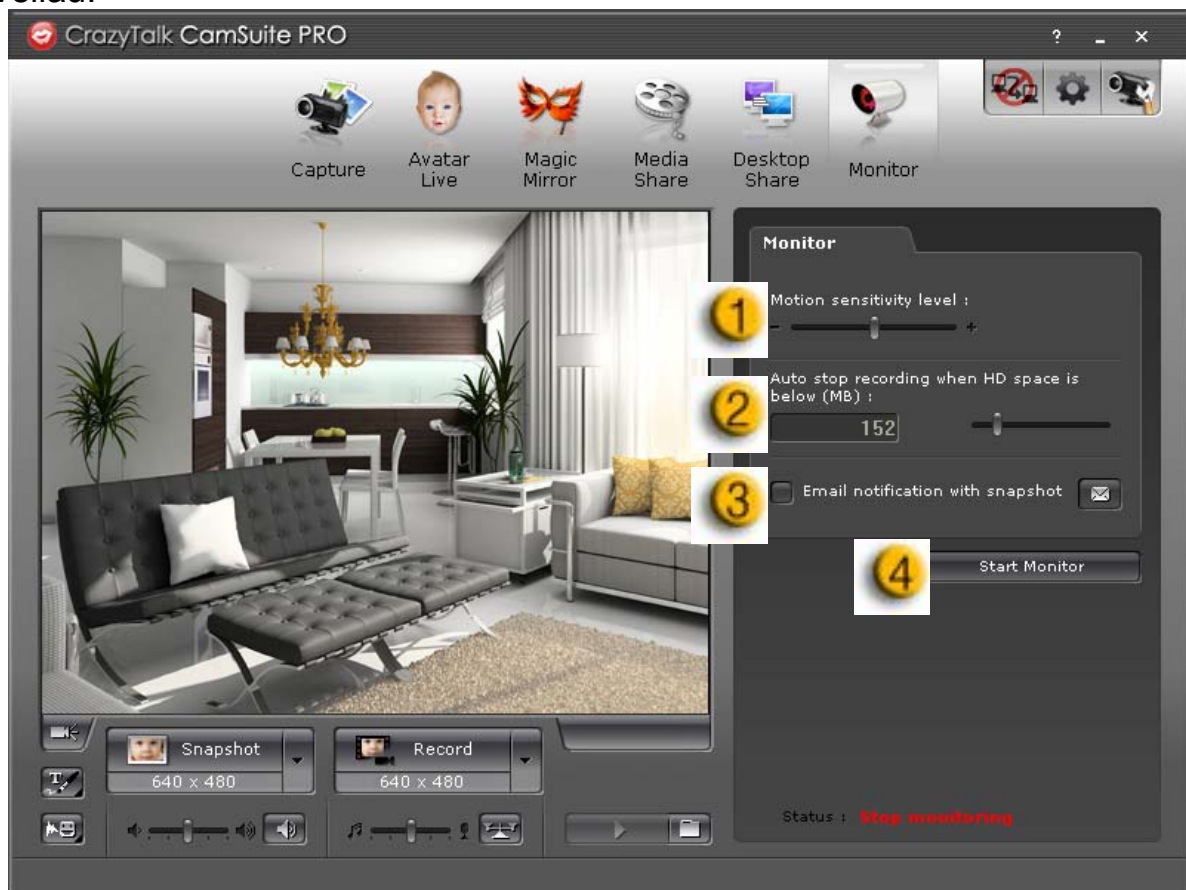 CrazyTalk CamSuite PRO
? _ ×
Capture
Avatar
Live
Magic
Mirror
Media
Share
Desktop
Share
Monitor
Monitor
1
Motion sensitivity level :
- +
2
Auto stop recording when HD space is
below (MB) :
152
3
Email notification with snapshot
4
Start Monitor
Snapshot
640 x 480
Record
640 x 480
T
Status : Stop monitoring